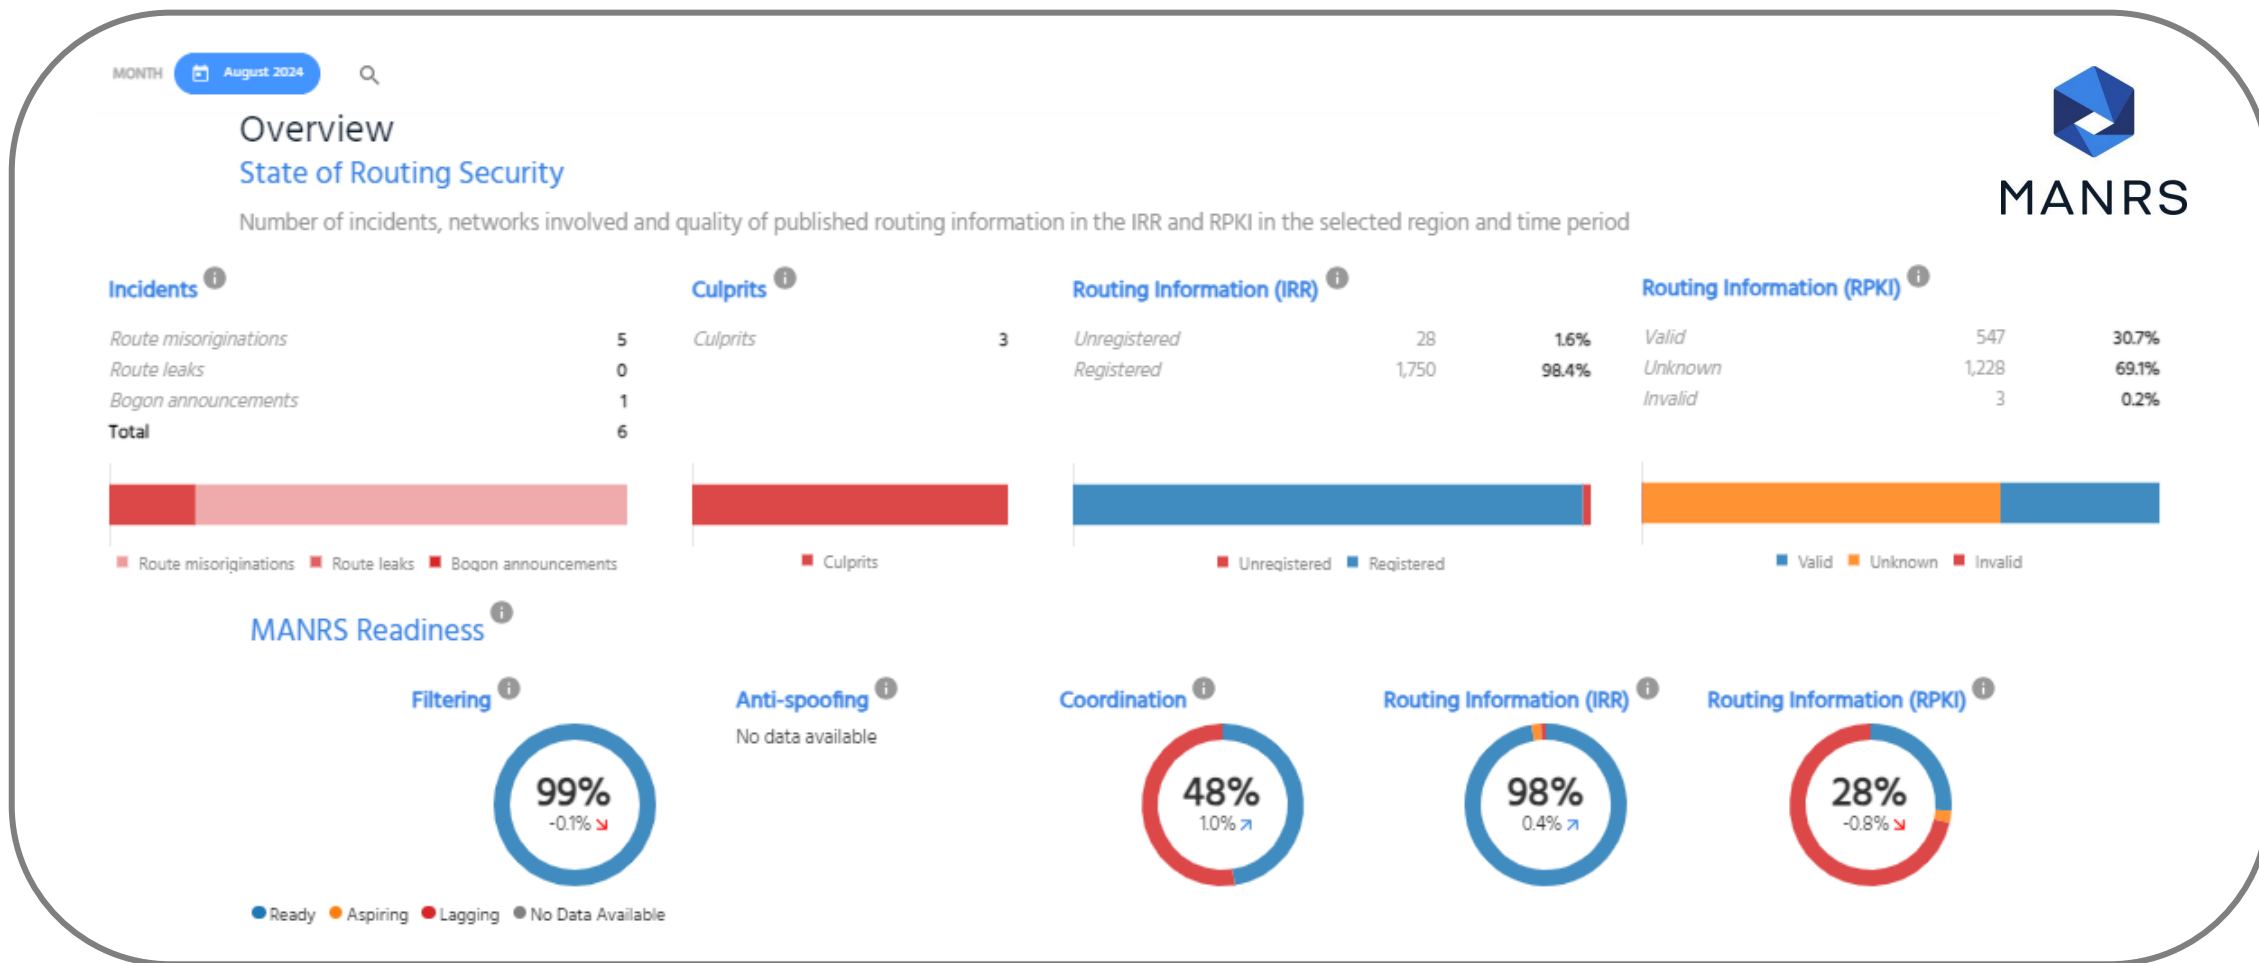 MONTH August 2024
MANRS
Overview
State of Routing Security
Number of incidents, networks involved and quality of published routing information in the IRR and RPKI in the selected region and time period
Incidents
Route misoriginations 5
Route leaks 0
Bogon announcements 1
Total 6
Route misoriginations Route leaks Bogon announcements
Culprits
Culprits 3
Culprits
Routing Information (IRR)
Unregistered 28 1.6%
Registered 1,750 98.4%
Unregistered Registered
Routing Information (RPKI)
Valid 547 30.7%
Unknown 1,228 69.1%
Invalid 3 0.2%
Valid Unknown Invalid
MANRS Readiness
Filtering
99%
-0.1%
Anti-spoofing
No data available
Coordination
48%
1.0%
Routing Information (IRR)
98%
0.4%
Routing Information (RPKI)
28%
-0.8%
Ready Aspiring Lagging No Data Available